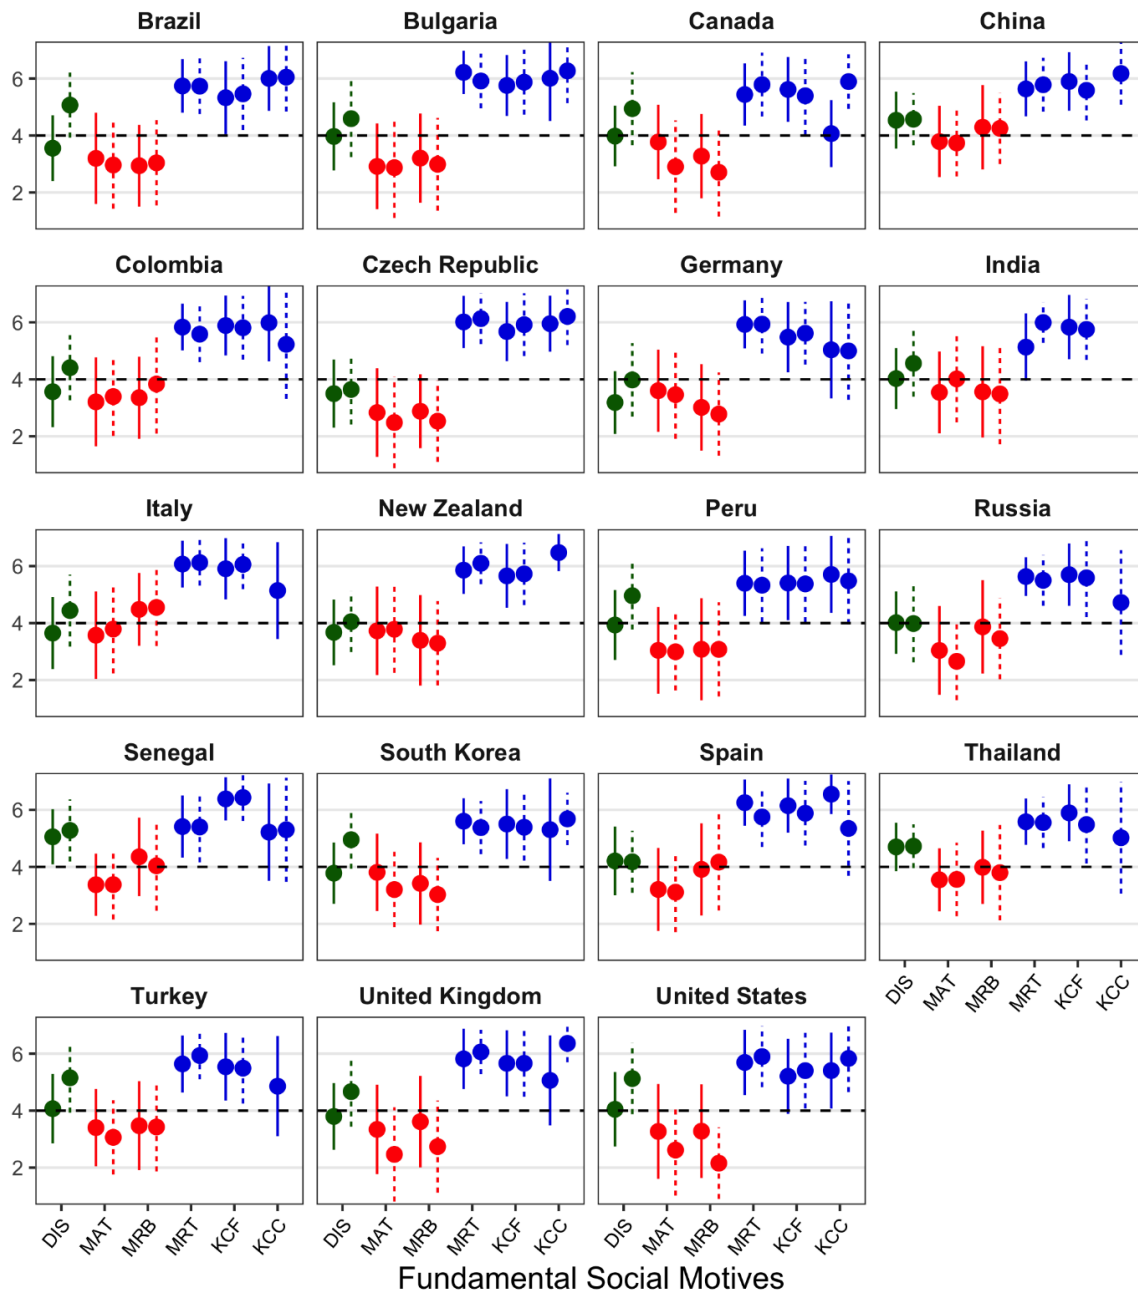 Brazil Bulgaria Canada China
6
4
2
Colombia Czech Republic Germany India
6
4
2
Italy New Zealand Peru Russia
6
4
2
Senegal South Korea Spain Thailand
6
4
2
DIS MAT MRB MRT KCF KCC
Turkey United Kingdom United States
6
4
2
DIS MAT MRB MRT KCF KCC DIS MAT MRB MRT KCF KCC DIS MAT MRB MRT KCF KCC
Fundamental Social Motives